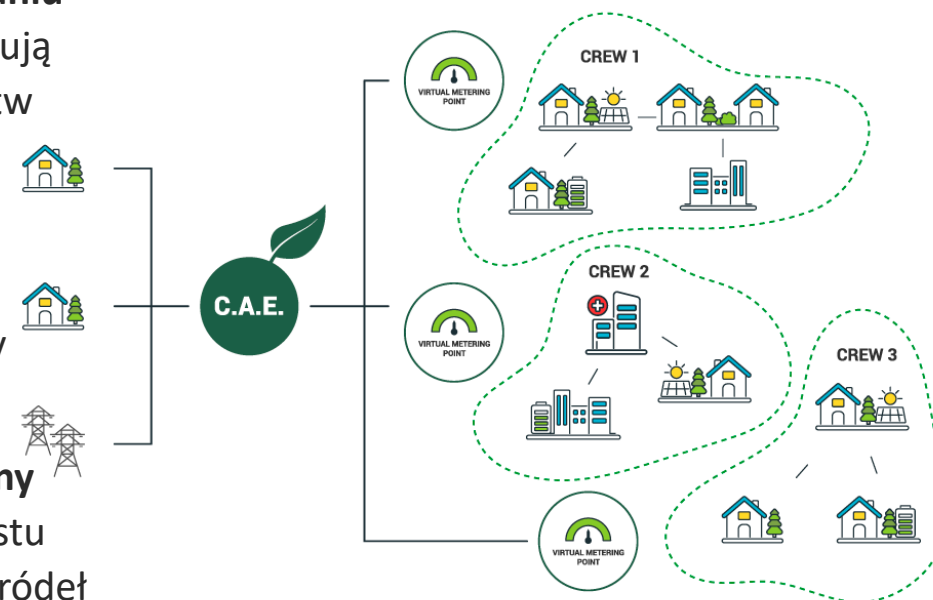 ują
tw
y
ny
stu
ródeł
C.A.E.
VIRTUAL METERING
POINT
CREW 1
VIRTUAL METERING
POINT
CREW 2
CREW 3
VIRTUAL METERING
POINT